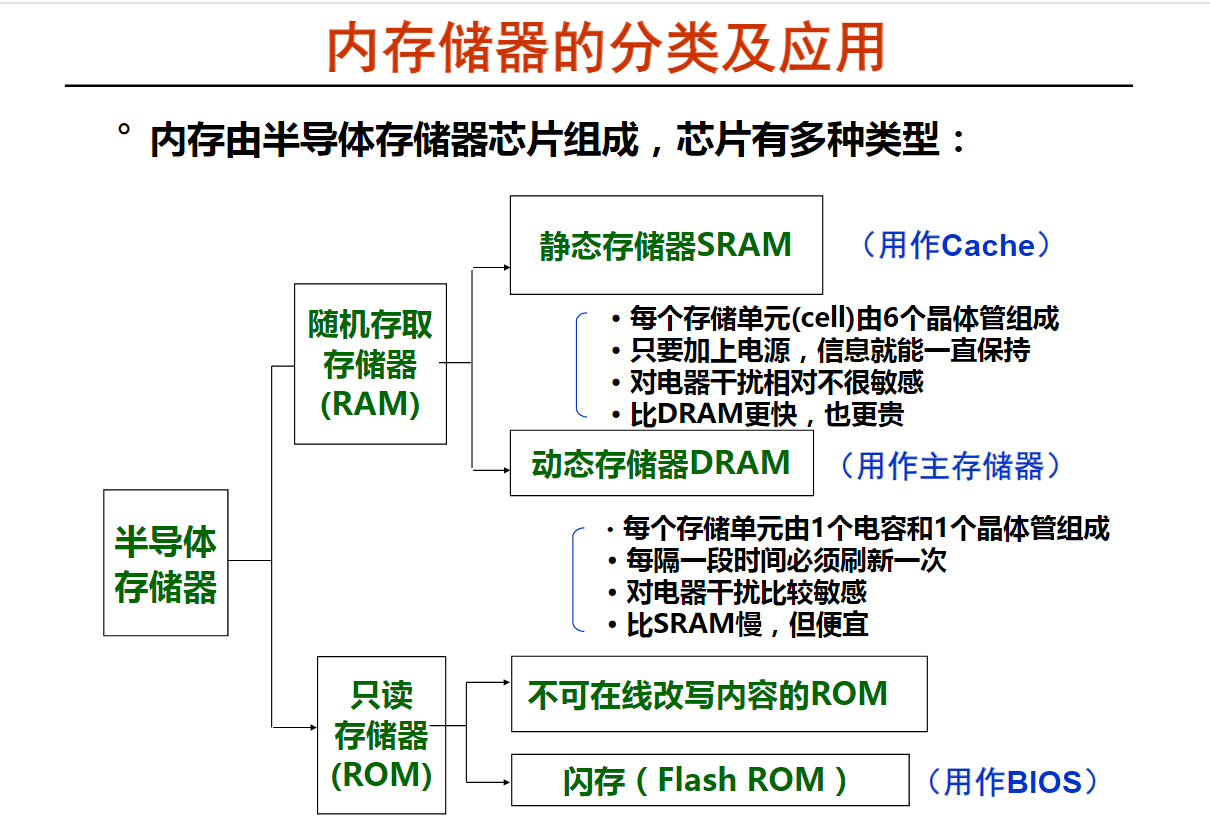 内存储器的分类及应用
° 内存由半导体存储器芯片组成，芯片有多种类型：
半导体
存储器
随机存取
存储器
(RAM)
静态存储器SRAM
（用作Cache）
• 每个存储单元(cell)由6个晶体管组成
• 只要加上电源，信息就能一直保持
• 对电器干扰相对不很敏感
• 比DRAM更快，也更贵
动态存储器DRAM
（用作主存储器）
• 每个存储单元由1个电容和1个晶体管组成
• 每隔一段时间必须刷新一次
• 对电器干扰比较敏感
• 比SRAM慢，但便宜
只读
存储器
(ROM)
不可在线改写内容的ROM
闪存（Flash ROM）
（用作BIOS）